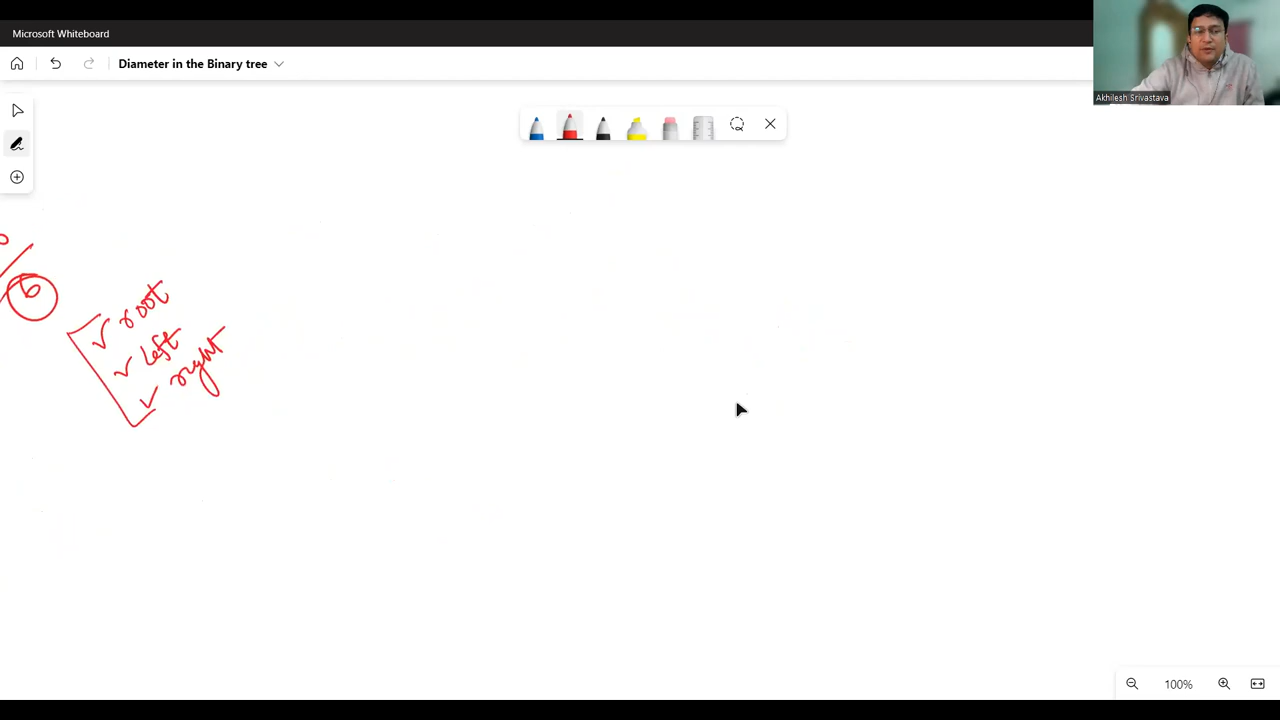 Microsoft Whiteboard
Diameter in the Binary tree
Akhilesh Srivastava
6
✓ root
✓ left
✓ right
100%